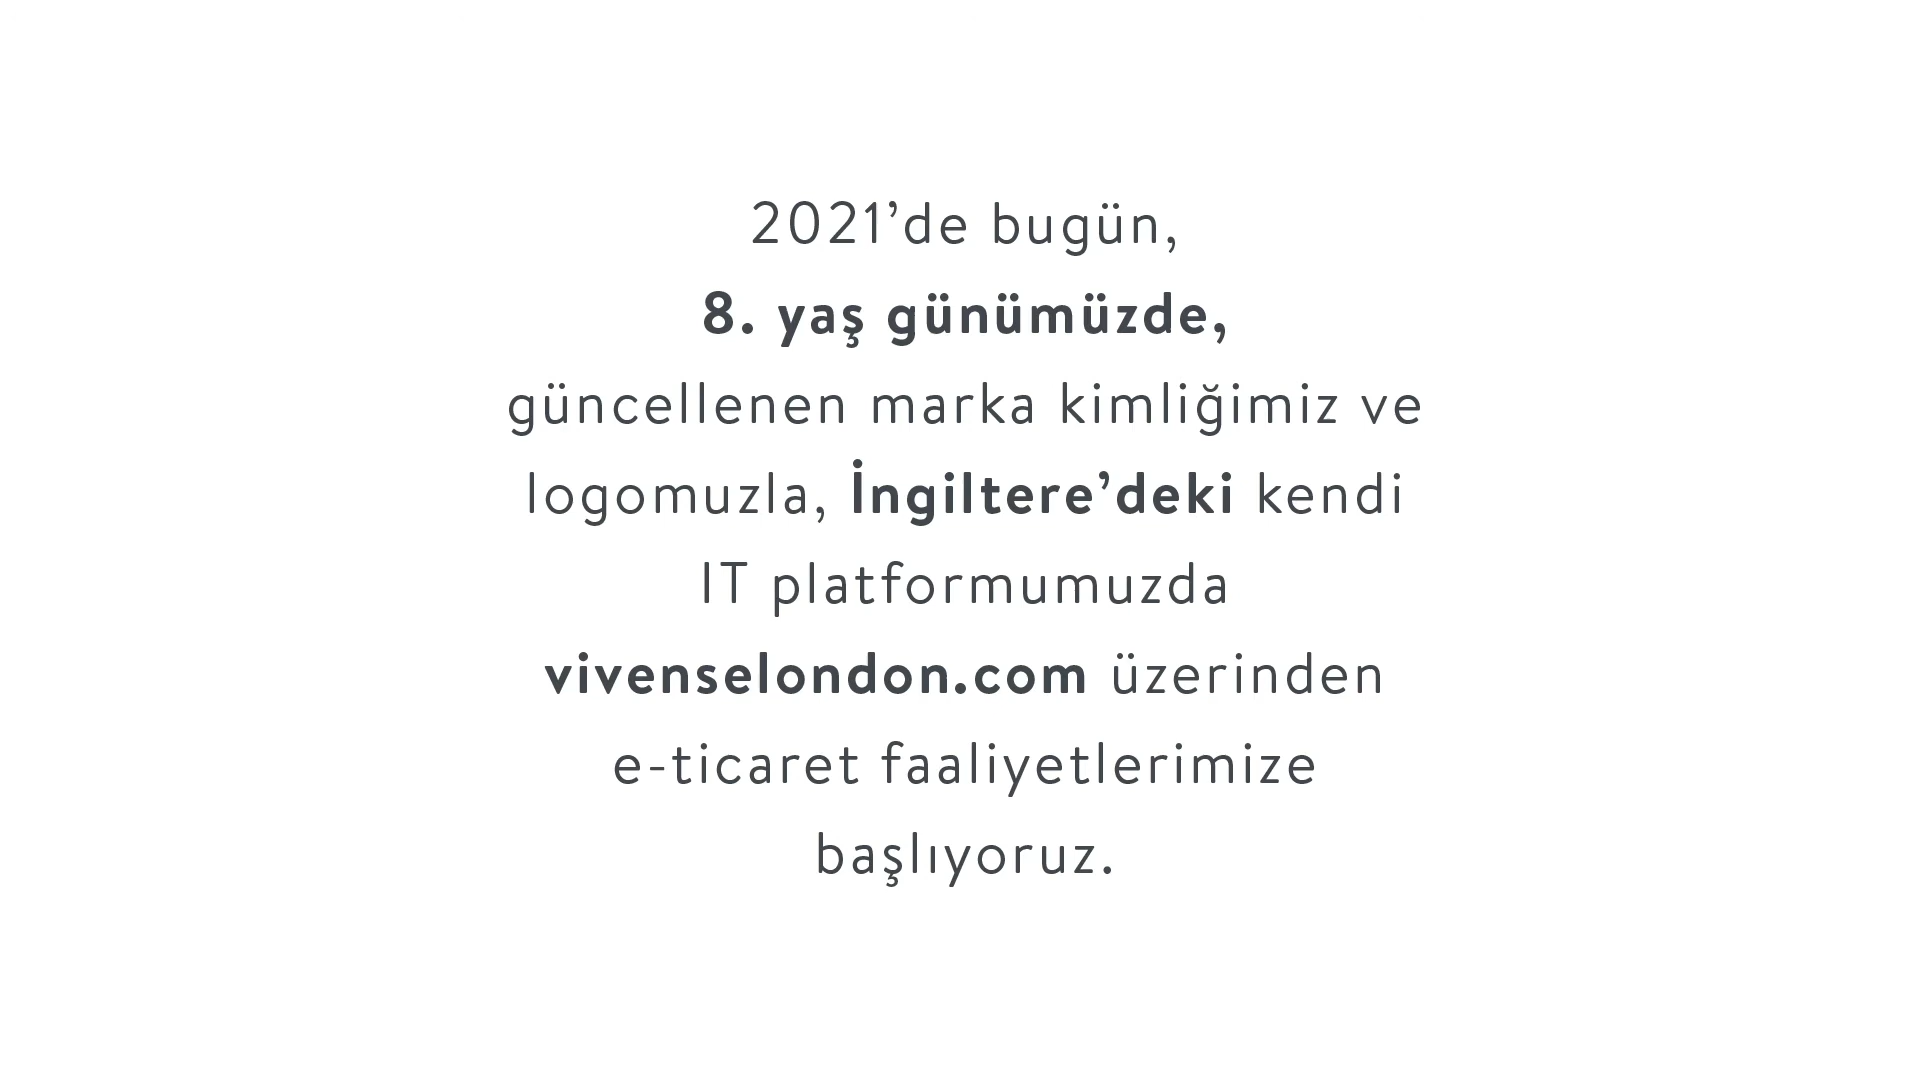 2021’de bugün,
8. yaş günümüzde,
güncellenen marka kimliğimiz ve
logomuzla, İngiltere’deki kendi
IT platformumuzda
vivenselondon.com üzerinden
e-ticaret faaliyetlerimize
başlıyoruz.